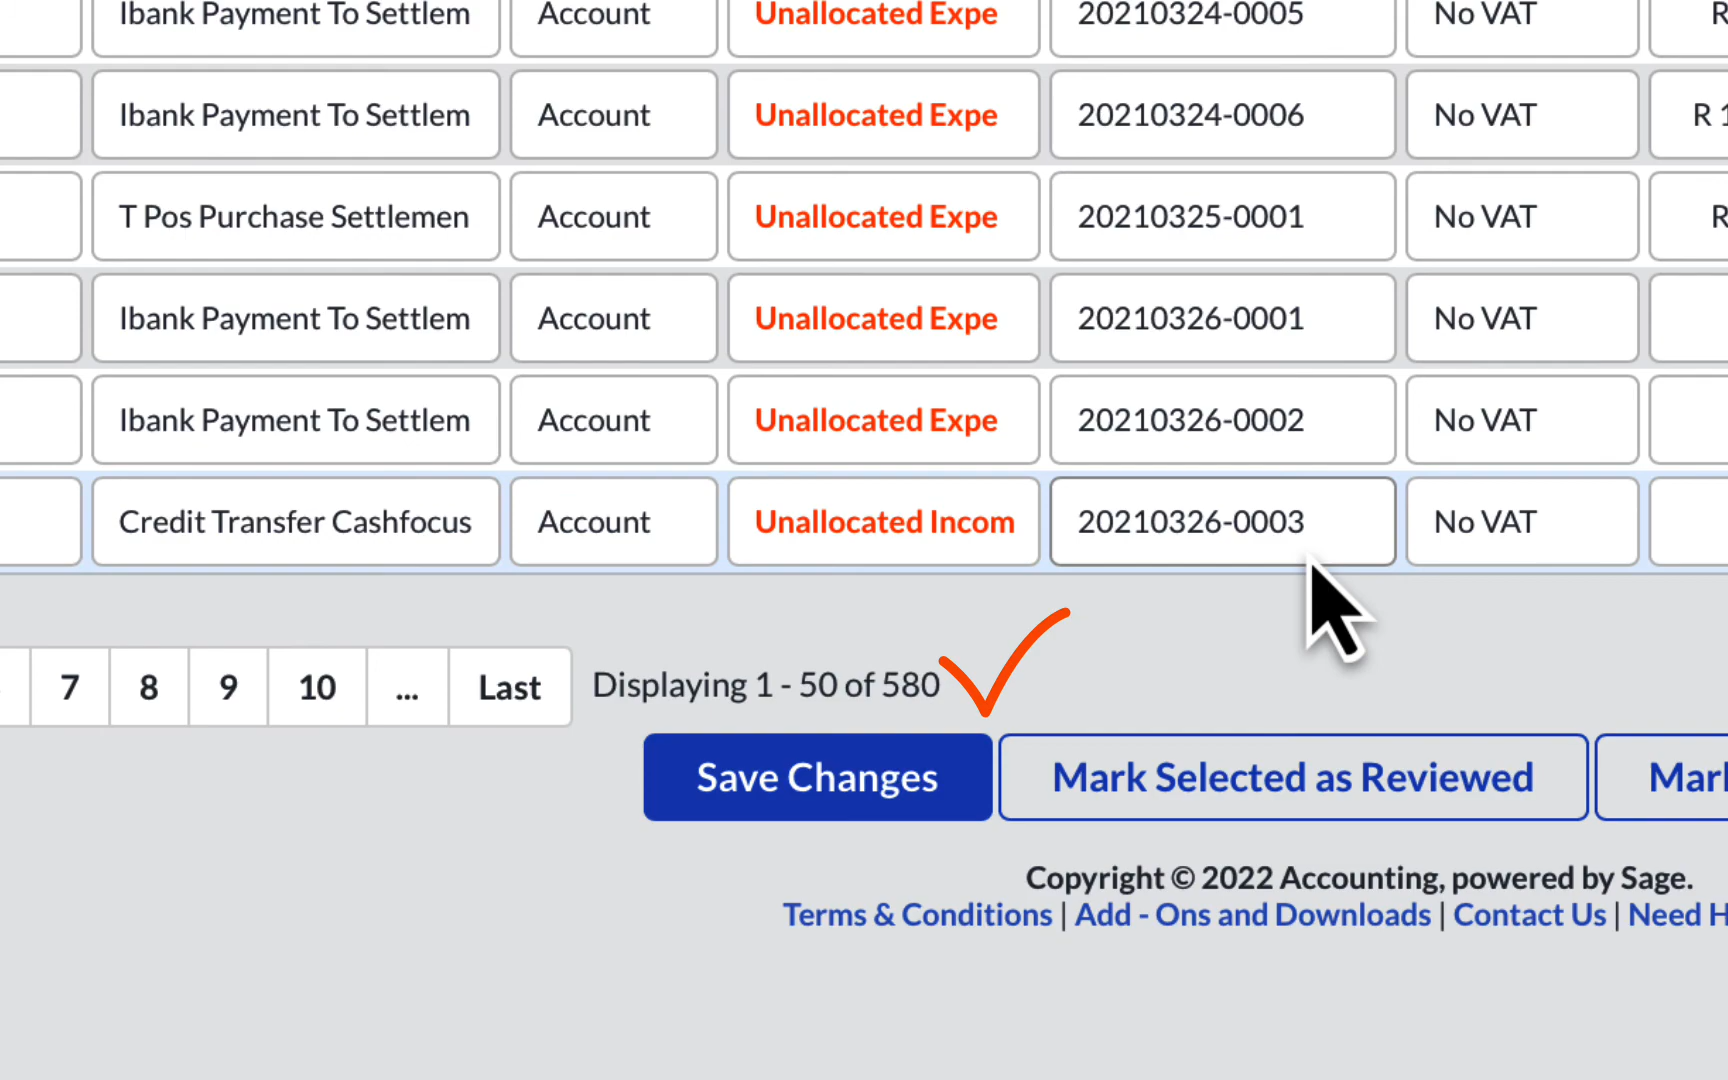 Ibank Payment To Settlem Account Unallocated Expe 20210324-0005 No VAT R
Ibank Payment To Settlem Account Unallocated Expe 20210324-0006 No VAT R 1
T Pos Purchase Settlemen Account Unallocated Expe 20210325-0001 No VAT R
Ibank Payment To Settlem Account Unallocated Expe 20210326-0001 No VAT
Ibank Payment To Settlem Account Unallocated Expe 20210326-0002 No VAT
Credit Transfer Cashfocus Account Unallocated Incom 20210326-0003 No VAT
7 8 9 10 ... Last Displaying 1 - 50 of 580
Save Changes Mark Selected as Reviewed Mark
Copyright © 2022 Accounting, powered by Sage.
Terms & Conditions | Add - Ons and Downloads | Contact Us | Need H